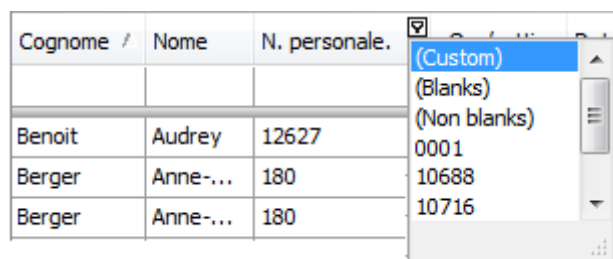 Cognome Nome N. personale.
(Custom)
(Blanks)
(Non blanks)
0001
10688
10716
Benoit Audrey 12627
Berger Anne-... 180
Berger Anne-... 180